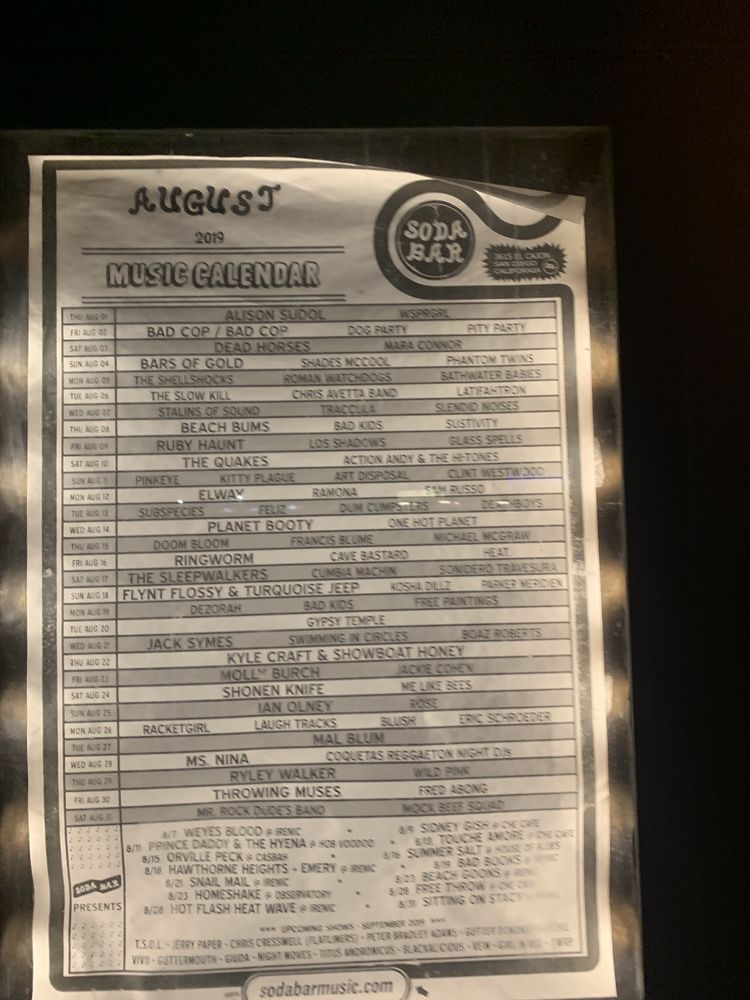 AUGUST
2019
MUSIC CALENDAR
SODA BAR
3615 EL CAJON
SAN DIEGO
CALIFORNIA
THU AUG 01 ALISON SUDOL WSPRGRL
FRI AUG 02 BAD COP / BAD COP DOG PARTY PITY PARTY
SAT AUG 03 DEAD HORSES MARA CONNOR
SUN AUG 04 BARS OF GOLD SHADES MCCOOL PHANTOM TWINS
MON AUG 05 THE SHELLSHOCKS ROMAN WATCHDOGS BATHWATER BABIES
TUE AUG 06 THE SLOW KILL CHRIS AVETTA BAND LATIFAHTRON
WED AUG 07 STALINS OF SOUND TRACCULA SLENDID NOISES
THU AUG 08 BEACH BUMS BAD KIDS SUSTIVITY
FRI AUG 09 RUBY HAUNT LOS SHADOWS GLASS SPELLS
SAT AUG 10 THE QUAKES ACTION ANDY & THE HI-TONES
SUN AUG 11 PINKEYE KITTY PLAGUE ART DISPOSAL CLINT WESTWOOD
MON AUG 12 ELWAY RAMONA SAM RUSSO
TUE AUG 13 SUBSPECIES FELIZ DUM CUMPSTERS DEATHBOYS
WED AUG 14 PLANET BOOTY ONE HOT PLANET
THU AUG 15 DOOM BLOOM FRANCIS BLUME MICHAEL MCGRAW
FRI AUG 16 RINGWORM CAVE BASTARD HEAT
SAT AUG 17 THE SLEEPWALKERS CUMBIA MACHIN SONIDERO TRAVESURA
SUN AUG 18 FLYNT FLOSSY & TURQUOISE JEEP KOSHA DILLZ PARKER MERIDIEN
MON AUG 19 DEZORAH BAD KIDS FREE PAINTINGS
TUE AUG 20 GYPSY TEMPLE
WED AUG 21 JACK SYMES SWIMMING IN CIRCLES BOAZ ROBERTS
THU AUG 22 KYLE CRAFT & SHOWBOAT HONEY
FRI AUG 23 MOLLY BURCH JACKIE COHEN
SAT AUG 24 SHONEN KNIFE ME LIKE BEES
SUN AUG 25 IAN OLNEY ROSE
MON AUG 26 RACKETGIRL LAUGH TRACKS BLUSH ERIC SCHROEDER
TUE AUG 27 MAL BLUM
WED AUG 28 MS. NINA COQUETAS REGGAETON NIGHT DJs
THU AUG 29 RYLEY WALKER WILD PINK
FRI AUG 30 THROWING MUSES FRED ABONG
SAT AUG 31 MR. ROCK DUDE'S BAND MOCK BEEF SQUAD
SODA BAR
PRESENTS
8/7 WEYES BLOOD @ IRENIC • 8/9 SIDNEY GISH @ CHE CAFE
8/11 PRINCE DADDY & THE HYENA @ HOB VOODOO • 8/13 TOUCHE AMORE @ CHE CAFE
8/15 ORVILLE PECK @ CASBAH • 8/16 SUMMER SALT @ HOUSE OF BLUES
8/18 HAWTHORNE HEIGHTS + EMERY @ IRENIC • 8/19 BAD BOOKS @ IRENIC
8/21 SNAIL MAIL @ IRENIC • 8/23 BEACH GOONS @ IRENIC
8/23 HOMESHAKE @ OBSERVATORY • 8/28 FREE THROW @ CHE CAFE
8/28 HOT FLASH HEAT WAVE @ IRENIC • 8/31 SITTING ON STACY
*** UPCOMING SHOWS - SEPTEMBER 2019 ***
T.S.O.L. - JERRY PAPER - CHRIS CRESSWELL (FLATLINERS) - PETER BRADLEY ADAMS - GUTTER DEMONS
VIVII - GUTTERMOUTH - GIUDA - NIGHT MOVES - TITUS ANDRONICUS - BLACKALICIOUS - XEIN - GIRL IN RED - TWRP
sodabarmusic.com